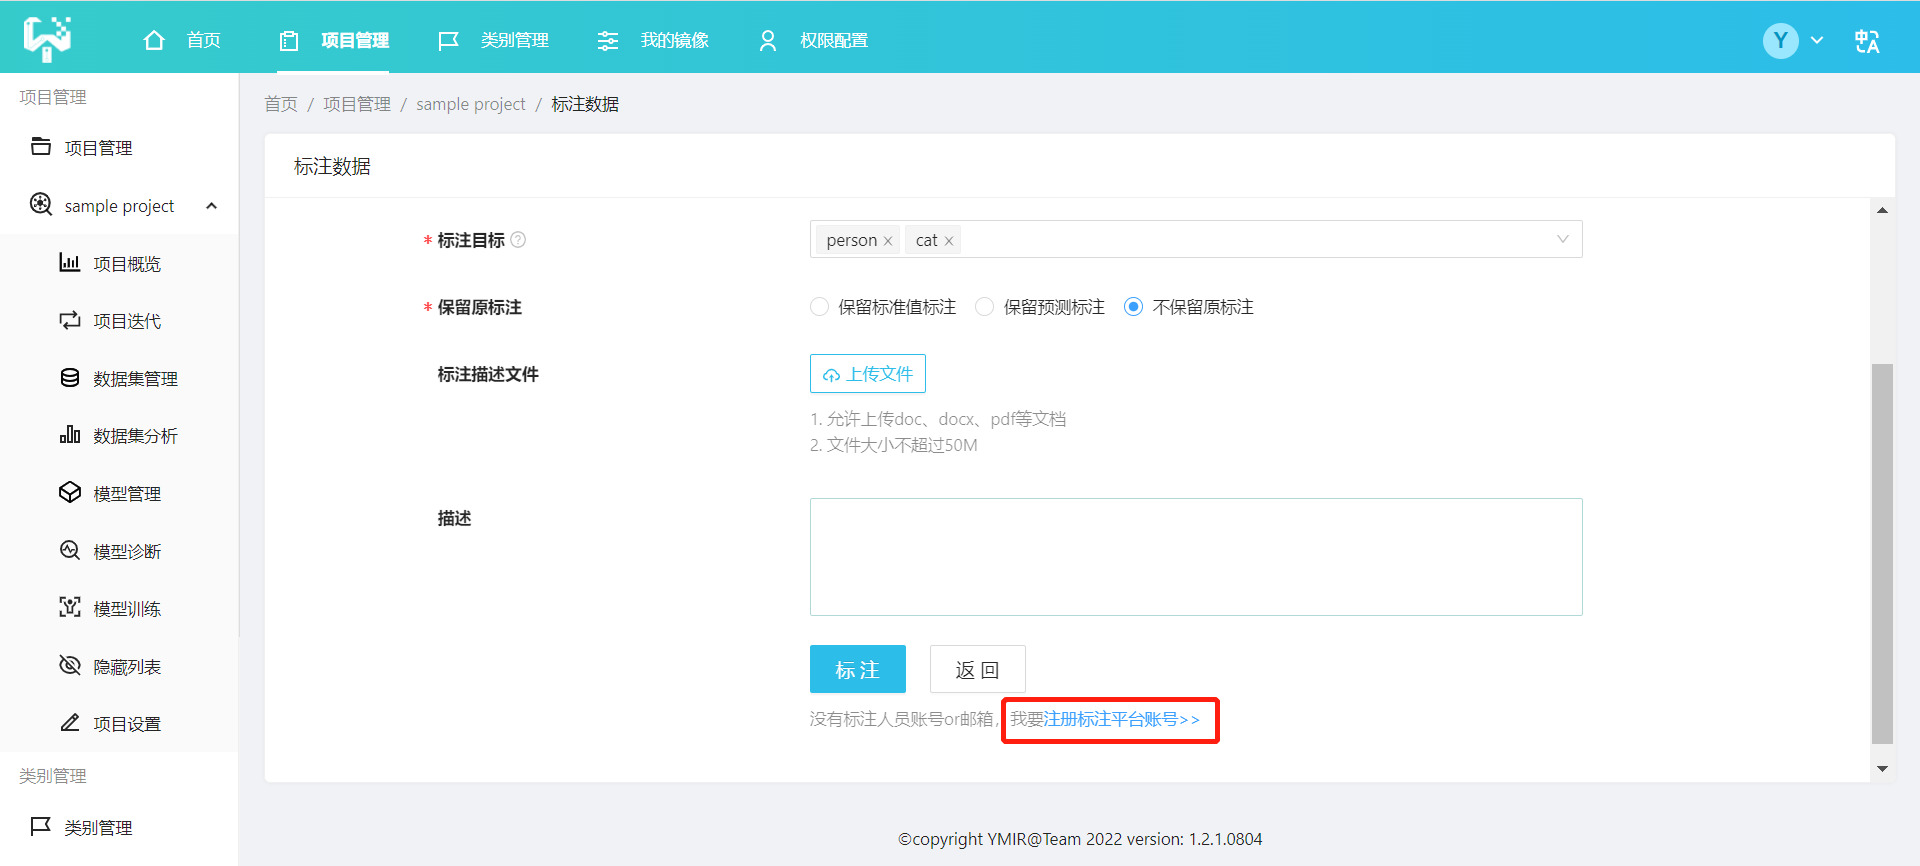 首页
项目管理
类别管理
我的镜像
权限配置
Y
中A
项目管理
首页 / 项目管理 / sample project / 标注数据
项目管理
标注数据
sample project
* 标注目标 ?
person × cat ×
* 保留原标注
保留标准值标注 保留预测标注 不保留原标注
项目概览
项目迭代
标注描述文件
上传文件
数据集管理
1. 允许上传doc、docx、pdf等文档
2. 文件大小不超过50M
数据集分析
模型管理
描述
模型诊断
模型训练
隐藏列表
标 注
返 回
没有标注人员账号or邮箱，我要注册标注平台账号>>
项目设置
类别管理
类别管理
©copyright YMIR@Team 2022 version: 1.2.1.0804